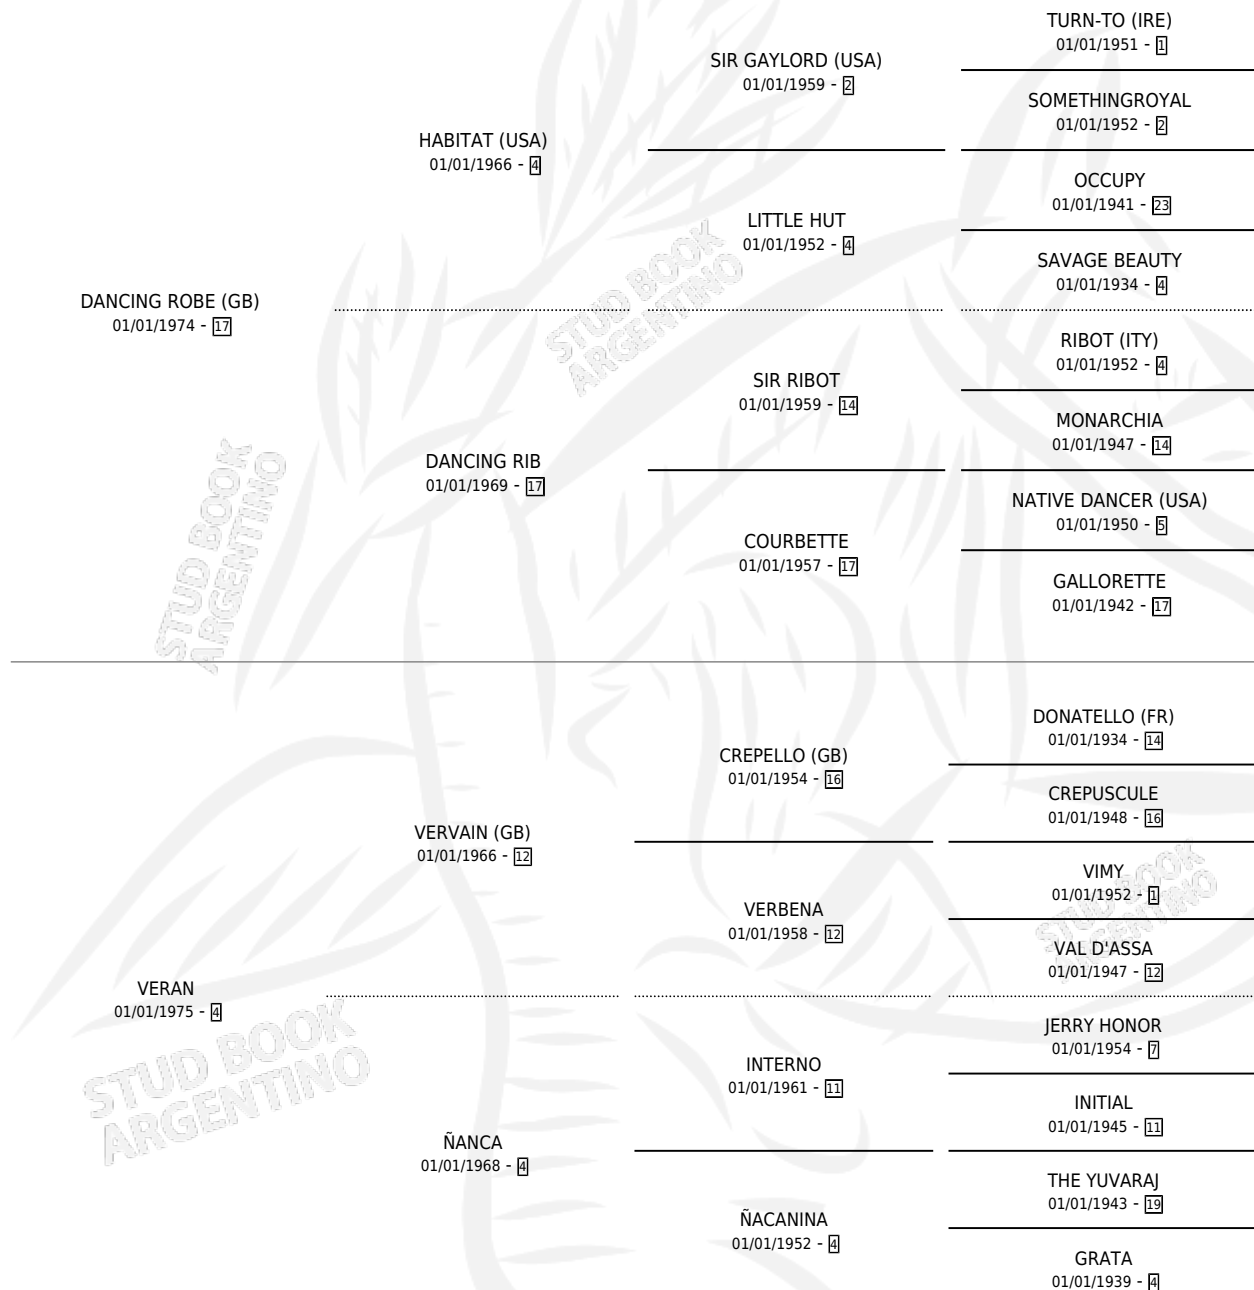 TURN-TO (IRE)
01/01/1951 - 1
SIR GAYLORD (USA)
01/01/1959 - 2
SOMETHINGROYAL
01/01/1952 - 2
HABITAT (USA)
01/01/1966 - 4
OCCUPY
01/01/1941 - 23
LITTLE HUT
01/01/1952 - 4
SAVAGE BEAUTY
01/01/1934 - 4
DANCING ROBE (GB)
01/01/1974 - 17
RIBOT (ITY)
01/01/1952 - 4
SIR RIBOT
01/01/1959 - 14
MONARCHIA
01/01/1947 - 14
DANCING RIB
01/01/1969 - 17
NATIVE DANCER (USA)
01/01/1950 - 5
COURBETTE
01/01/1957 - 17
GALLORETTE
01/01/1942 - 17
DONATELLO (FR)
01/01/1934 - 14
CREPELLO (GB)
01/01/1954 - 16
CREPUSCULE
01/01/1948 - 16
VERVAIN (GB)
01/01/1966 - 12
VIMY
01/01/1952 - 1
VERBENA
01/01/1958 - 12
VAL D'ASSA
01/01/1947 - 12
VERAN
01/01/1975 - 4
JERRY HONOR
01/01/1954 - 7
INTERNO
01/01/1961 - 11
INITIAL
01/01/1945 - 11
ÑANCA
01/01/1968 - 4
THE YUVARAJ
01/01/1943 - 19
ÑACANINA
01/01/1952 - 4
GRATA
01/01/1939 - 4
STUD BOOK
ARGENTINO
STUD BOOK
ARGENTINO
STUD BOOK
ARGENTINO
STUD BOOK
ARGENTINO